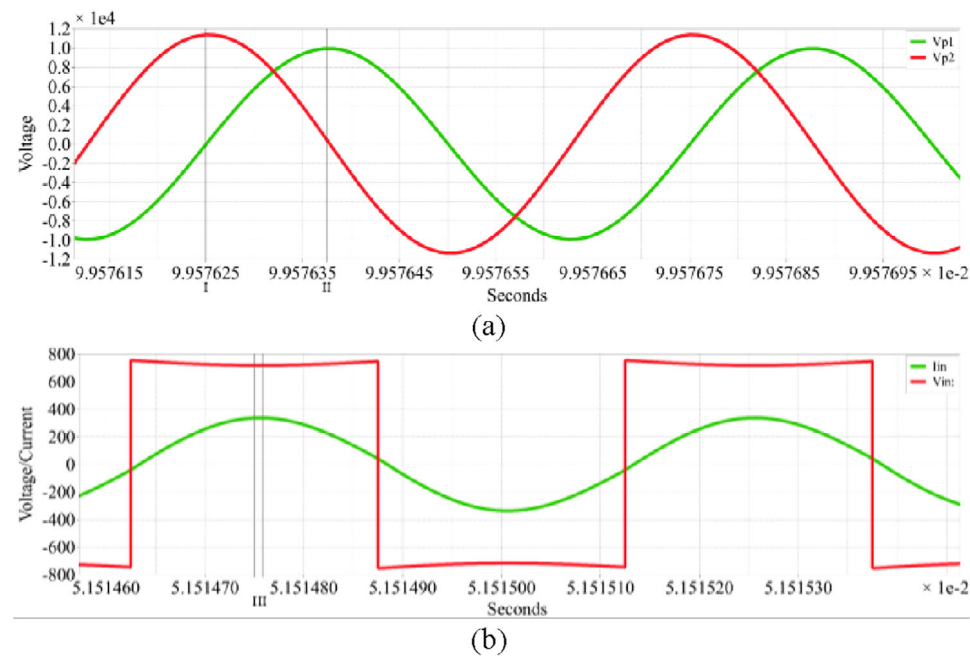 × 1e4
1.2
1.0
0.8
0.6
0.4
0.2
0.0
-0.2
-0.4
-0.6
-0.8
-1.0
-1.2
Voltage
Vp1
Vp2
9.957615 9.957625 9.957635 9.957645 9.957655 9.957665 9.957675 9.957685 9.957695 × 1e-2
I II
Seconds
(a)
800
600
400
200
0
-200
-400
-600
-800
Voltage/Current
Iin
Vin:
5.151460 5.151470 5.151480 5.151490 5.151500 5.151510 5.151520 5.151530 × 1e-2
III
Seconds
(b)